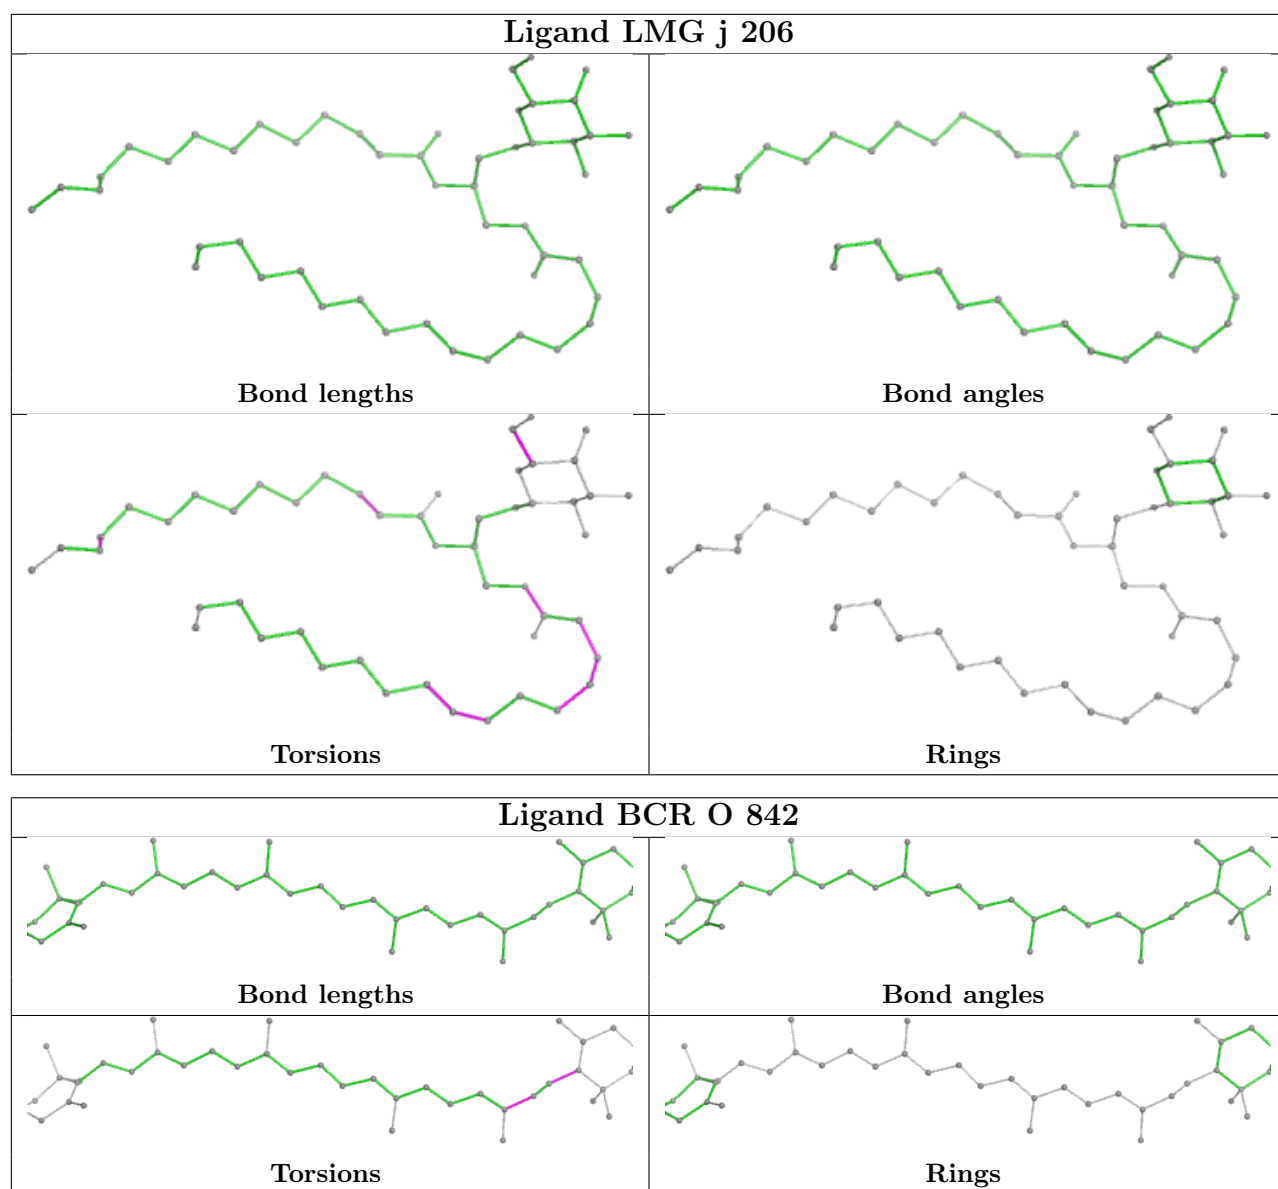 Ligand LMG j 206
Bond lengths
Bond angles
Torsions
Rings
Ligand BCR O 842
Bond lengths
Bond angles
Torsions
Rings